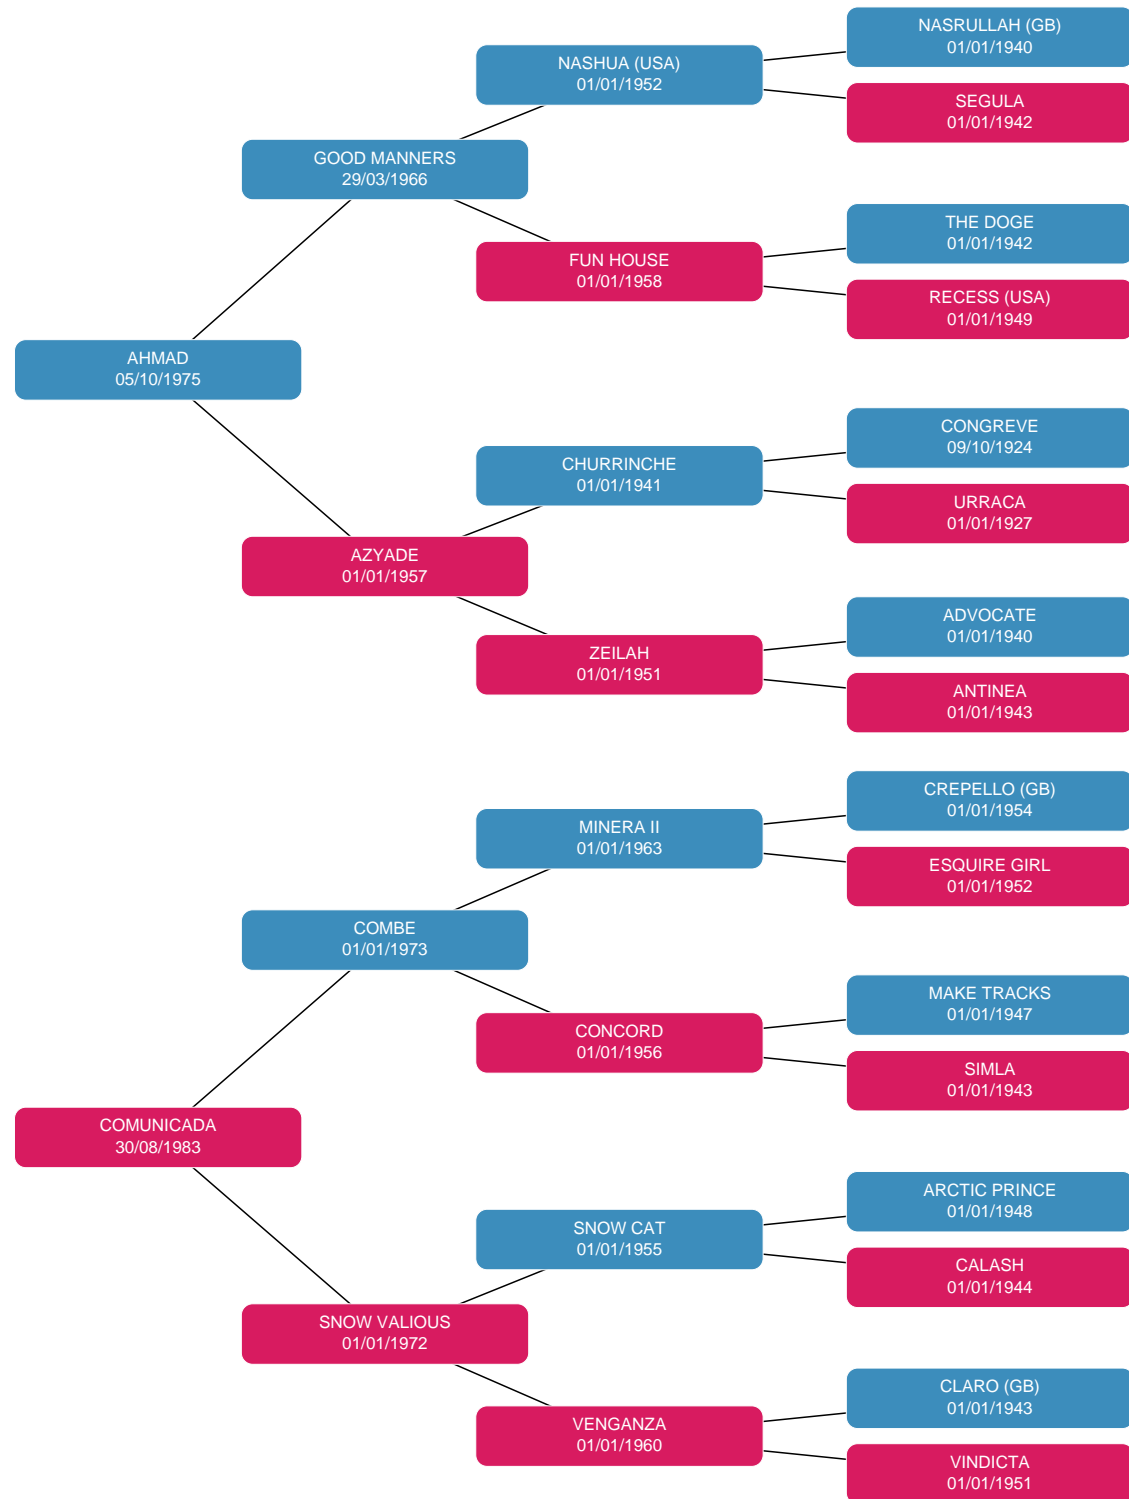 NASRULLAH (GB)
01/01/1940
NASHUA (USA)
01/01/1952
SEGULA
01/01/1942
GOOD MANNERS
29/03/1966
THE DOGE
01/01/1942
FUN HOUSE
01/01/1958
RECESS (USA)
01/01/1949
AHMAD
05/10/1975
CONGREVE
09/10/1924
CHURRINCHE
01/01/1941
URRACA
01/01/1927
AZYADE
01/01/1957
ADVOCATE
01/01/1940
ZEILAH
01/01/1951
ANTINEA
01/01/1943
CREPELLO (GB)
01/01/1954
MINERA II
01/01/1963
ESQUIRE GIRL
01/01/1952
COMBE
01/01/1973
MAKE TRACKS
01/01/1947
CONCORD
01/01/1956
SIMLA
01/01/1943
COMUNICADA
30/08/1983
ARCTIC PRINCE
01/01/1948
SNOW CAT
01/01/1955
CALASH
01/01/1944
SNOW VALIOUS
01/01/1972
CLARO (GB)
01/01/1943
VENGANZA
01/01/1960
VINDICTA
01/01/1951